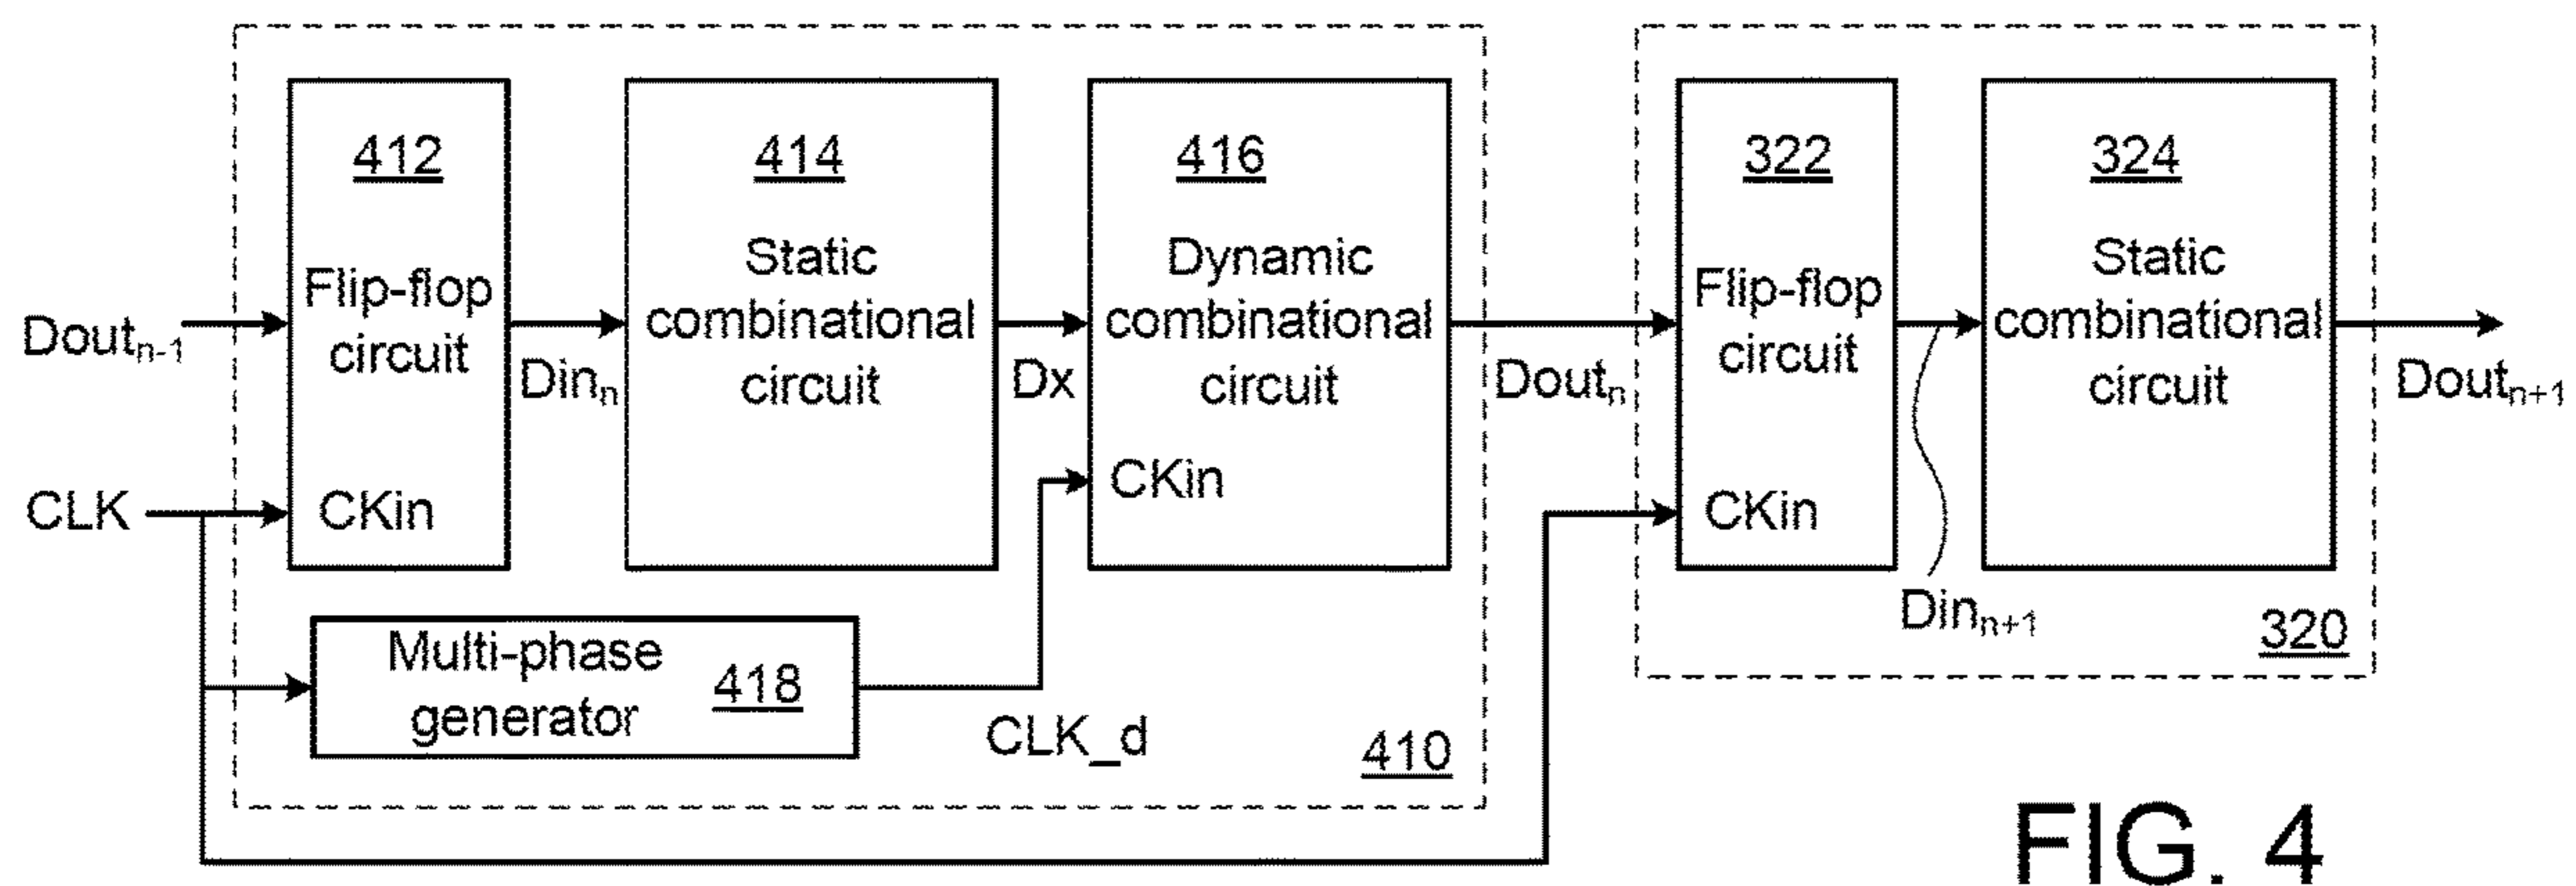 412
Flip-flop
circuit
CKin
414
Static
combinational
circuit
416
Dynamic
combinational
circuit
CKin
322
Flip-flop
circuit
CKin
324
Static
combinational
circuit
Doutn-1
Dinn
Dx
Doutn
Doutn+1
CLK
Dinn+1
320
Multi-phase
generator
418
CLK_d
410
FIG. 4